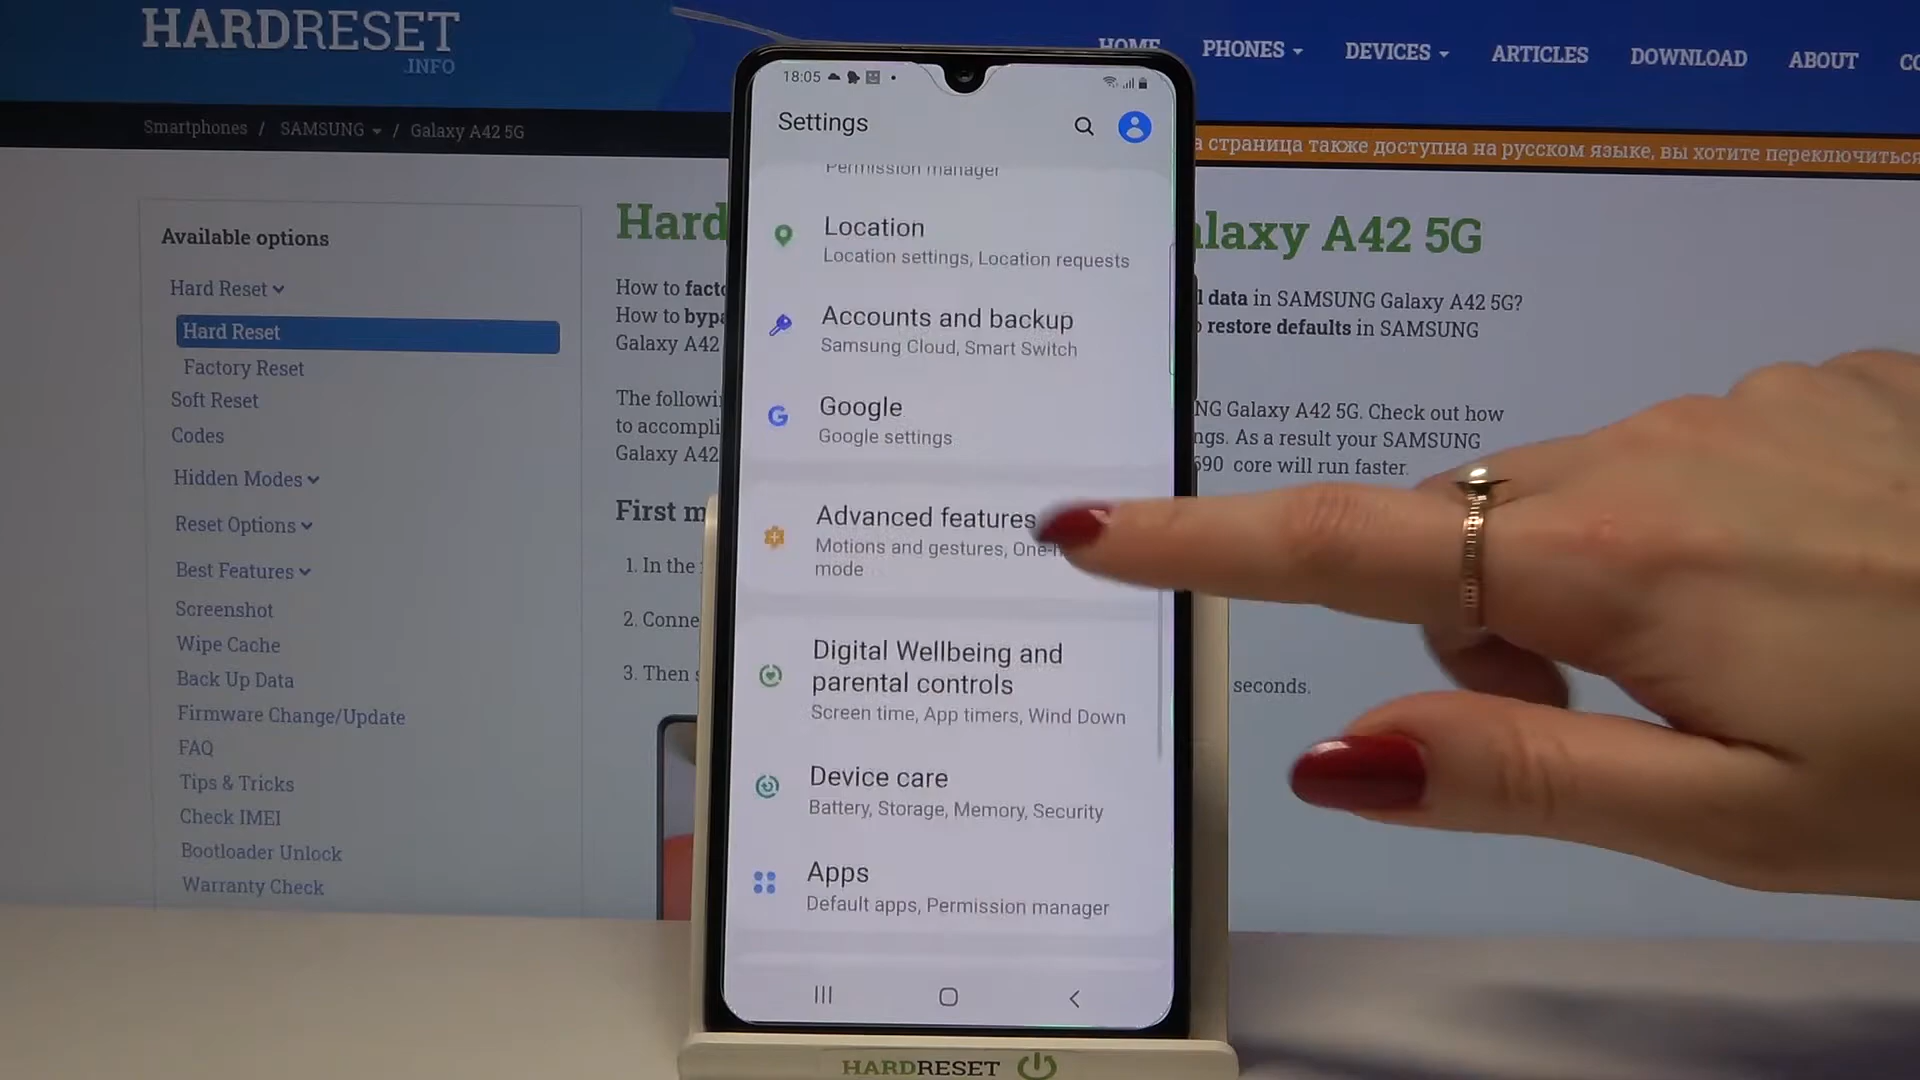 HARDRESET
.INFO
HOME PHONES DEVICES ARTICLES DOWNLOAD ABOUT
Smartphones / SAMSUNG / Galaxy A42 5G
а страница также доступна на русском языке, вы хотите переключиться
Available options
Hard Reset
Hard Reset
Factory Reset
Soft Reset
Codes
Hidden Modes
Reset Options
Best Features
Screenshot
Wipe Cache
Back Up Data
Firmware Change/Update
FAQ
Tips & Tricks
Check IMEI
Bootloader Unlock
Warranty Check
Hard
alaxy A42 5G
How to
l data in SAMSUNG Galaxy A42 5G?
How to
restore defaults in SAMSUNG
Galaxy A42
The
NG Galaxy A42 5G. Check out how
to
ngs. As a result your SAMSUNG
Galaxy A42
690 core will run faster.
First
1. In the
2.
3. Then
seconds.
18:05
Settings
Permission manager
Location
Location settings, Location requests
Accounts and backup
Samsung Cloud, Smart Switch
Google
Google settings
Advanced features
Motions and gestures, One-
mode
Digital Wellbeing and
parental controls
Screen time, App timers, Wind Down
Device care
Battery, Storage, Memory, Security
Apps
Default apps, Permission manager
HARDRESET